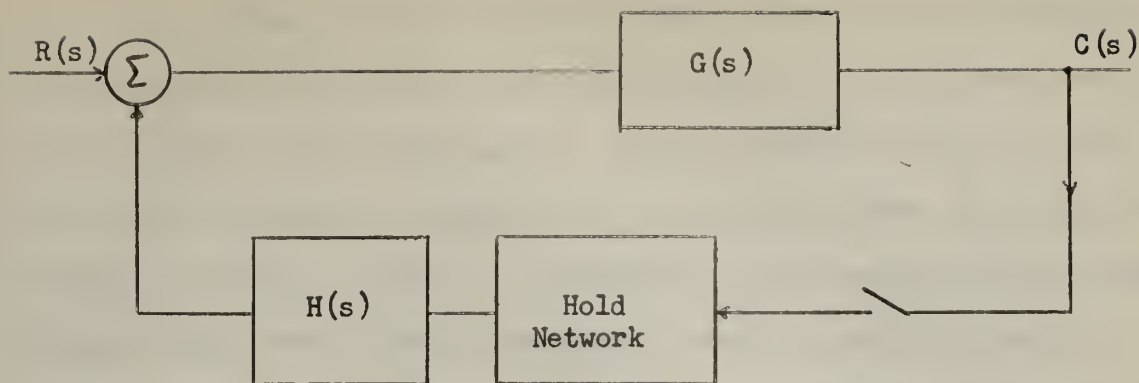 R(s)
Σ
G(s)
C(s)
H(s)
Hold
Network